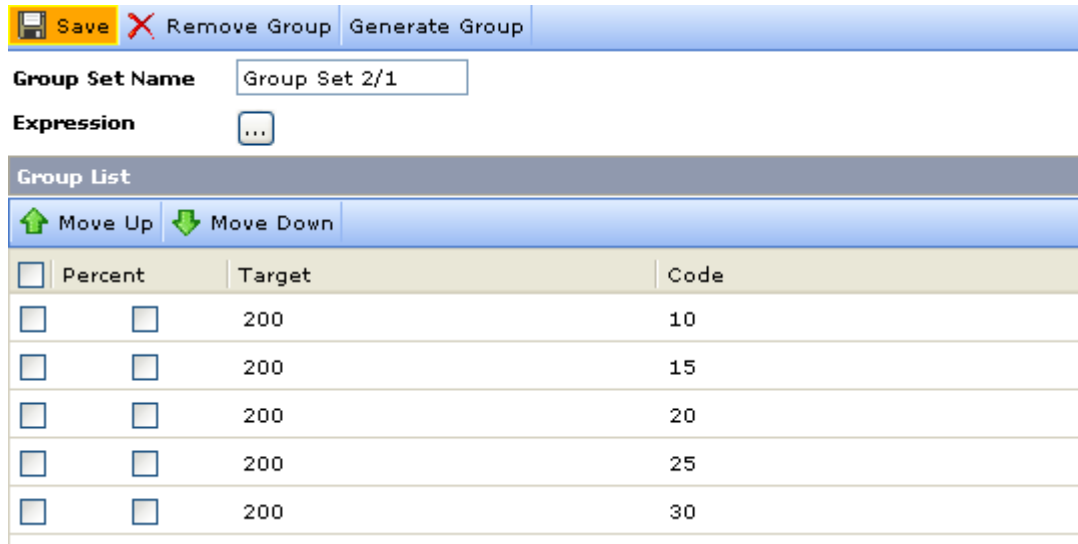 Save Remove Group Generate Group
Group Set Name Group Set 2/1
Expression ...
Group List
Move Up Move Down
Percent Target Code
200 10
200 15
200 20
200 25
200 30